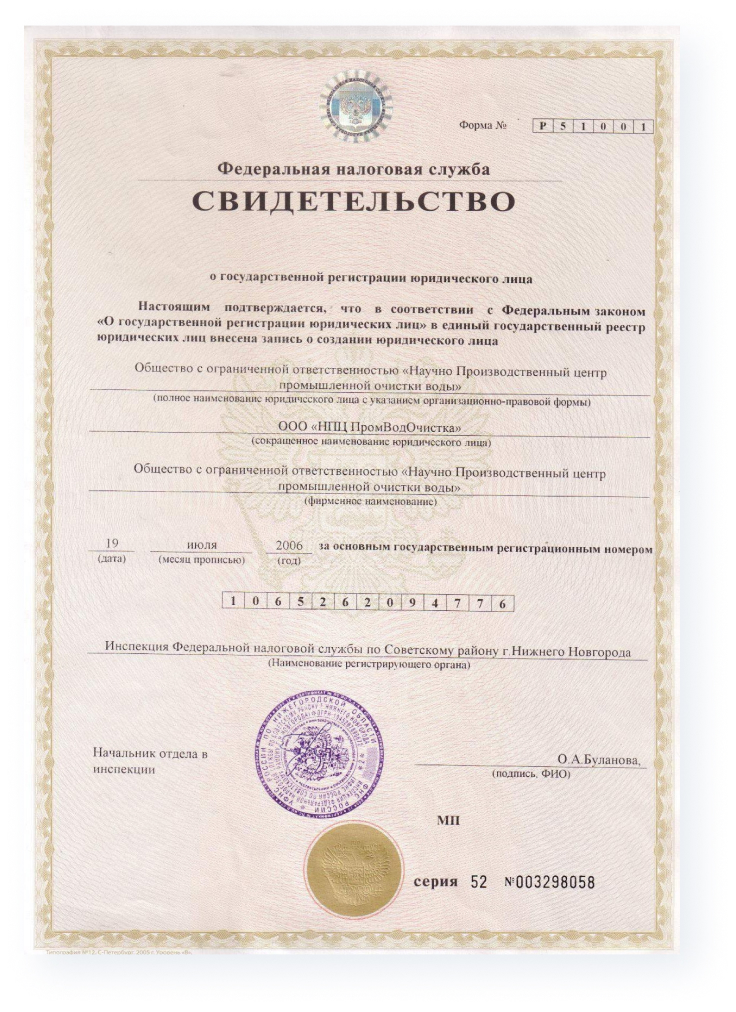 Форма № Р 5 1 0 0 1
Федеральная налоговая служба
СВИДЕТЕЛЬСТВО
о государственной регистрации юридического лица
Настоящим подтверждается, что в соответствии с Федеральным законом
«О государственной регистрации юридических лиц» в единый государственный реестр
юридических лиц внесена запись о создании юридического лица
Общество с ограниченной ответственностью «Научно Производственный центр
промышленной очистки воды»
(полное наименование юридического лица с указанием организационно-правовой формы)
ООО «НПЦ ПромВодОчистка»
(сокращенное наименование юридического лица)
Общество с ограниченной ответственностью «Научно Производственный центр
промышленной очистки воды»
(фирменное наименование)
19 июля 2006 за основным государственным регистрационным номером
(дата) (месяц прописью) (год)
1 0 6 5 2 6 2 0 9 4 7 7 6
Инспекция Федеральной налоговой службы по Советскому району г.Нижнего Новгорода
(Наименование регистрирующего органа)
Начальник отдела в
инспекции
О.А.Буланова,
(подпись, ФИО)
МП
серия 52 №003298058